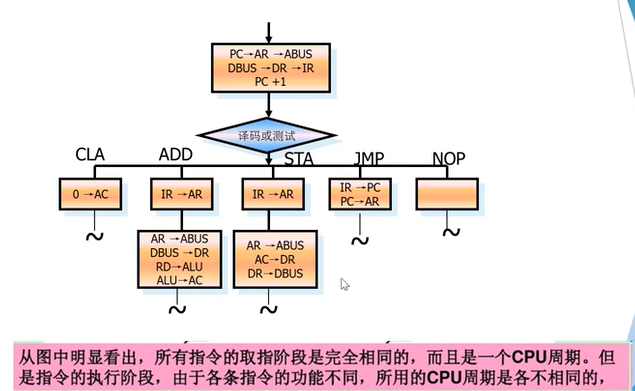 PC→AR →ABUS
DBUS →DR →IR
PC +1
译码或测试
CLA
ADD
STA
JMP
NOP
0 →AC
IR →AR
IR →AR
IR →PC
PC→AR
~
AR →ABUS
DBUS →DR
RD→ALU
ALU→AC
AR →ABUS
AC→DR
DR→DBUS
~
~
~
~
从图中明显看出，所有指令的取指阶段是完全相同的，而且是一个CPU周期。但
是指令的执行阶段，由于各条指令的功能不同，所用的CPU周期是各不相同的，